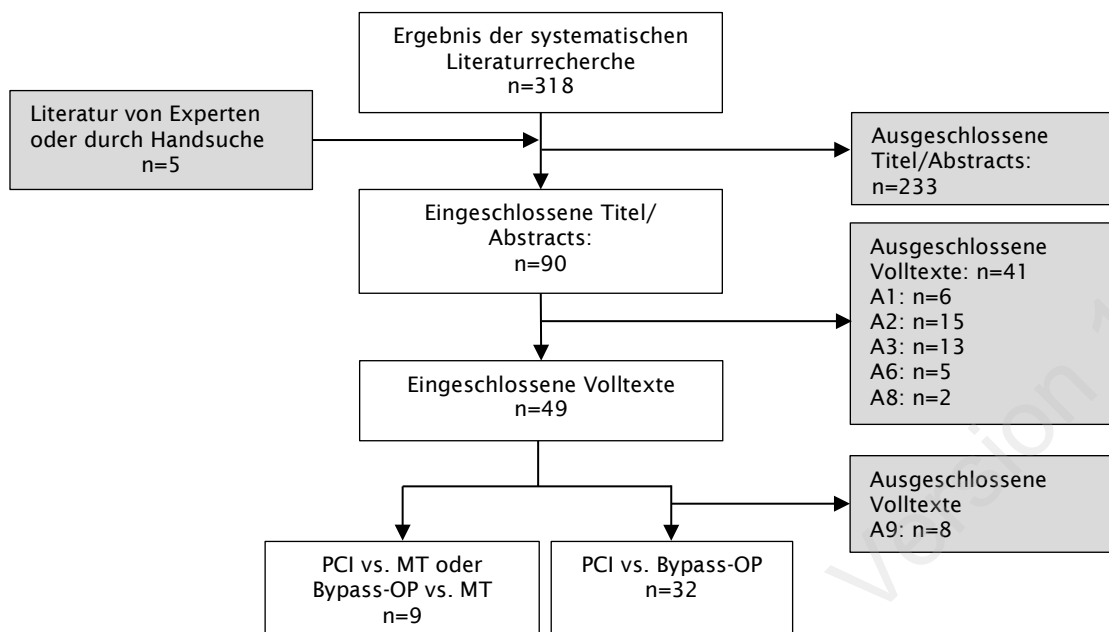 Ergebnis der systematischen
Literaturrecherche
n=318
Literatur von Experten
oder durch Handsuche
n=5
Ausgeschlossene
Titel/Abstracts:
n=233
Eingeschlossene Titel/
Abstracts:
n=90
Ausgeschlossene
Volltexte: n=41
A1: n=6
A2: n=15
A3: n=13
A6: n=5
A8: n=2
Eingeschlossene Volltexte
n=49
Ausgeschlossene
Volltexte
A9: n=8
PCI vs. MT oder
Bypass-OP vs. MT
n=9
PCI vs. Bypass-OP
n=32
Version